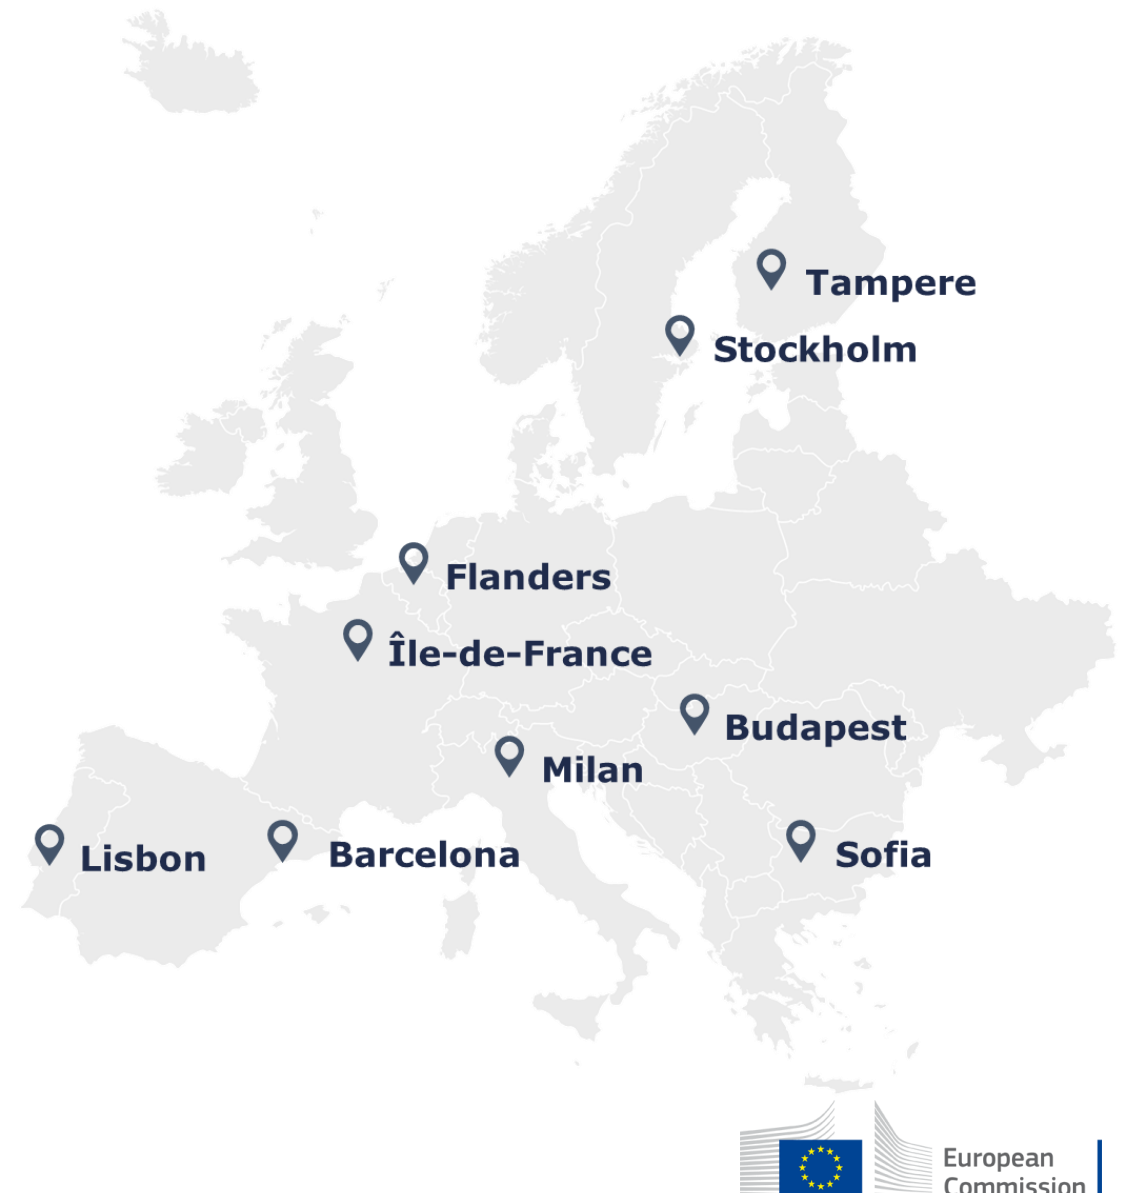 Tampere
Stockholm
Flanders
Île-de-France
Budapest
Milan
Lisbon
Barcelona
Sofia
European
Commission